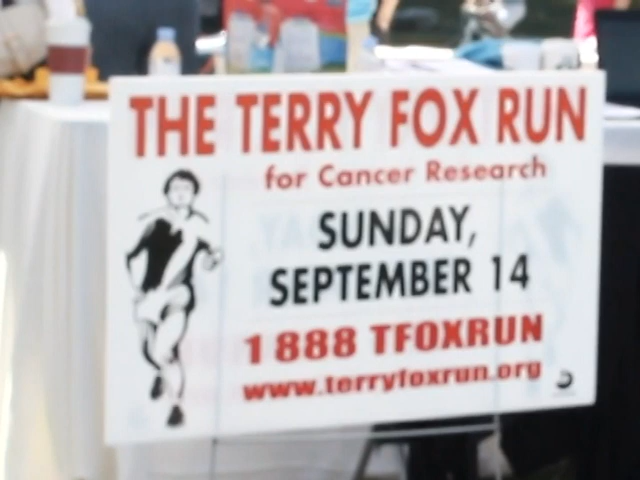 THE TERRY FOX RUN
for Cancer Research
SUNDAY,
SEPTEMBER 14
1 888 TFOXRUN
www.terryfoxrun.org